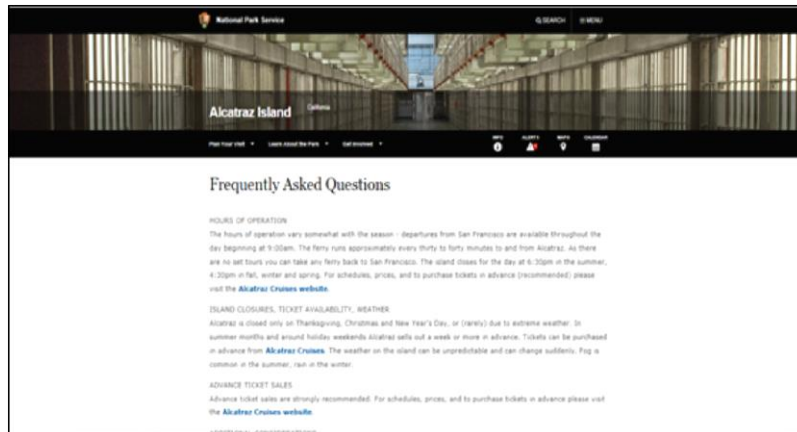 National Park Service
SEARCH MENU
Alcatraz Island California
INFO ALERTS MAPS CALENDAR
Plan Your Visit Learn About the Park Get Involved
Frequently Asked Questions
HOURS OF OPERATION
The hours of operation vary somewhat with the season - departures from San Francisco are available throughout the
day beginning at 9:00am. The ferry runs approximately every thirty to forty minutes to and from Alcatraz. As there
are no set tours you can take any ferry back to San Francisco. The island closes for the day at 6:30pm in the summer,
4:30pm in fall, winter and spring. For schedules, prices, and to purchase tickets in advance (recommended) please
visit the Alcatraz Cruises website.
ISLAND CLOSURES, TICKET AVAILABILITY, WEATHER
Alcatraz is closed only on Thanksgiving, Christmas and New Year's Day, or (rarely) due to extreme weather. In
summer months and around holiday weekends Alcatraz sells out a week or more in advance. Tickets can be purchased
in advance from Alcatraz Cruises. The weather on the island can be unpredictable and can change suddenly. Fog is
common in the summer, rain in the winter.
ADVANCE TICKET SALES
Advance ticket sales are strongly recommended. For schedules, prices, and to purchase tickets in advance please visit
the Alcatraz Cruises website.